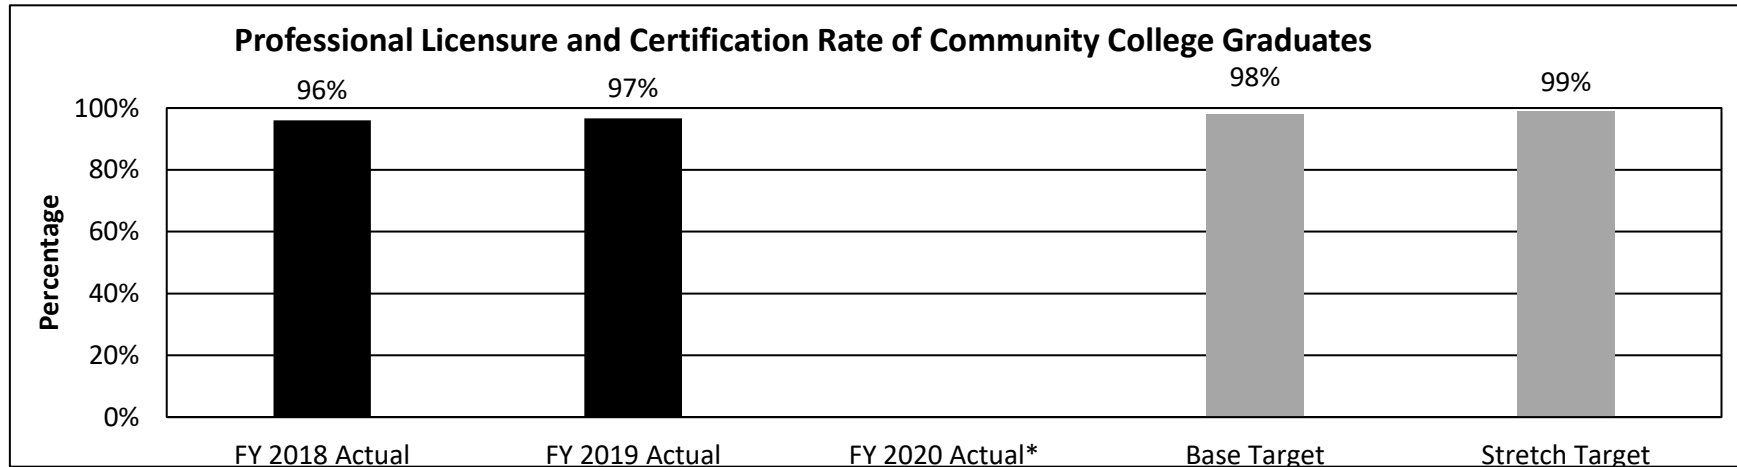 Professional Licensure and Certification Rate of Community College Graduates
96% 97% 98% 99%
100%
80%
60%
40%
20%
0%
Percentage
FY 2018 Actual FY 2019 Actual FY 2020 Actual* Base Target Stretch Target